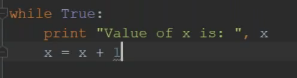 while True:
print "Value of x is: ", x
x = x + 1